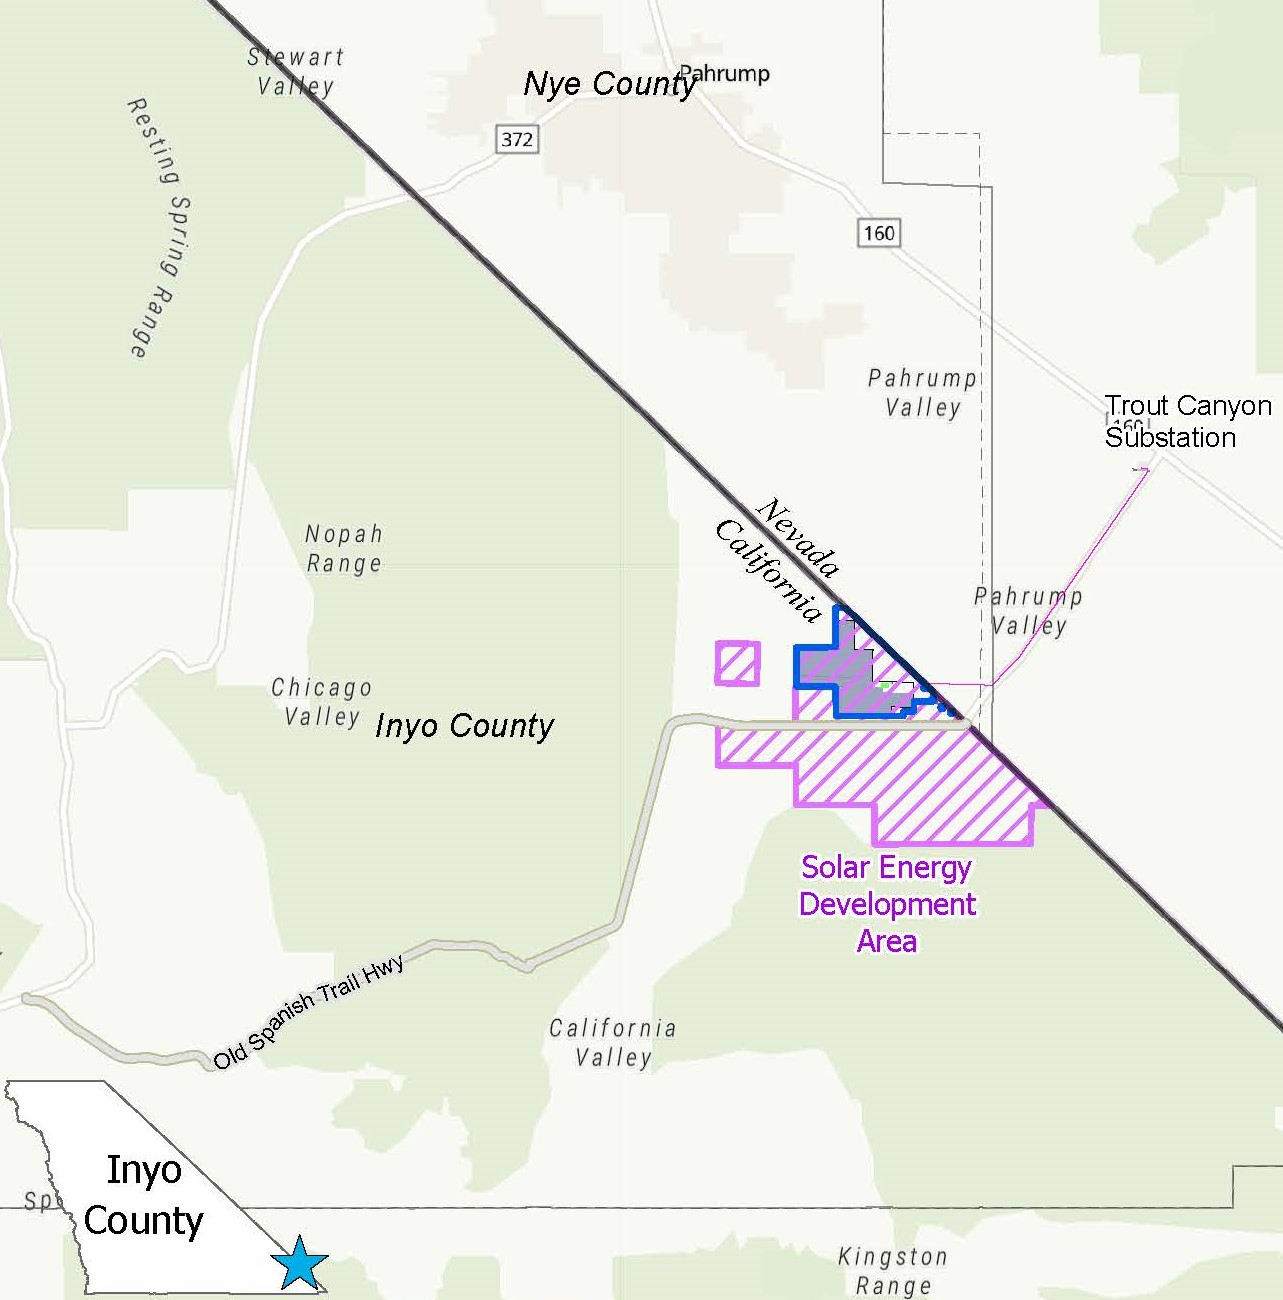 Stewart
Valley
Nye County
Pahrump
372
Resting Spring Range
160
Pahrump
Valley
Trout Canyon
160
Substation
Nevada
California
Nopah
Range
Pahrump
Valley
Chicago
Valley
Inyo County
Solar Energy
Development
Area
Old Spanish Trail Hwy
California
Valley
Inyo
County
Kingston
Range